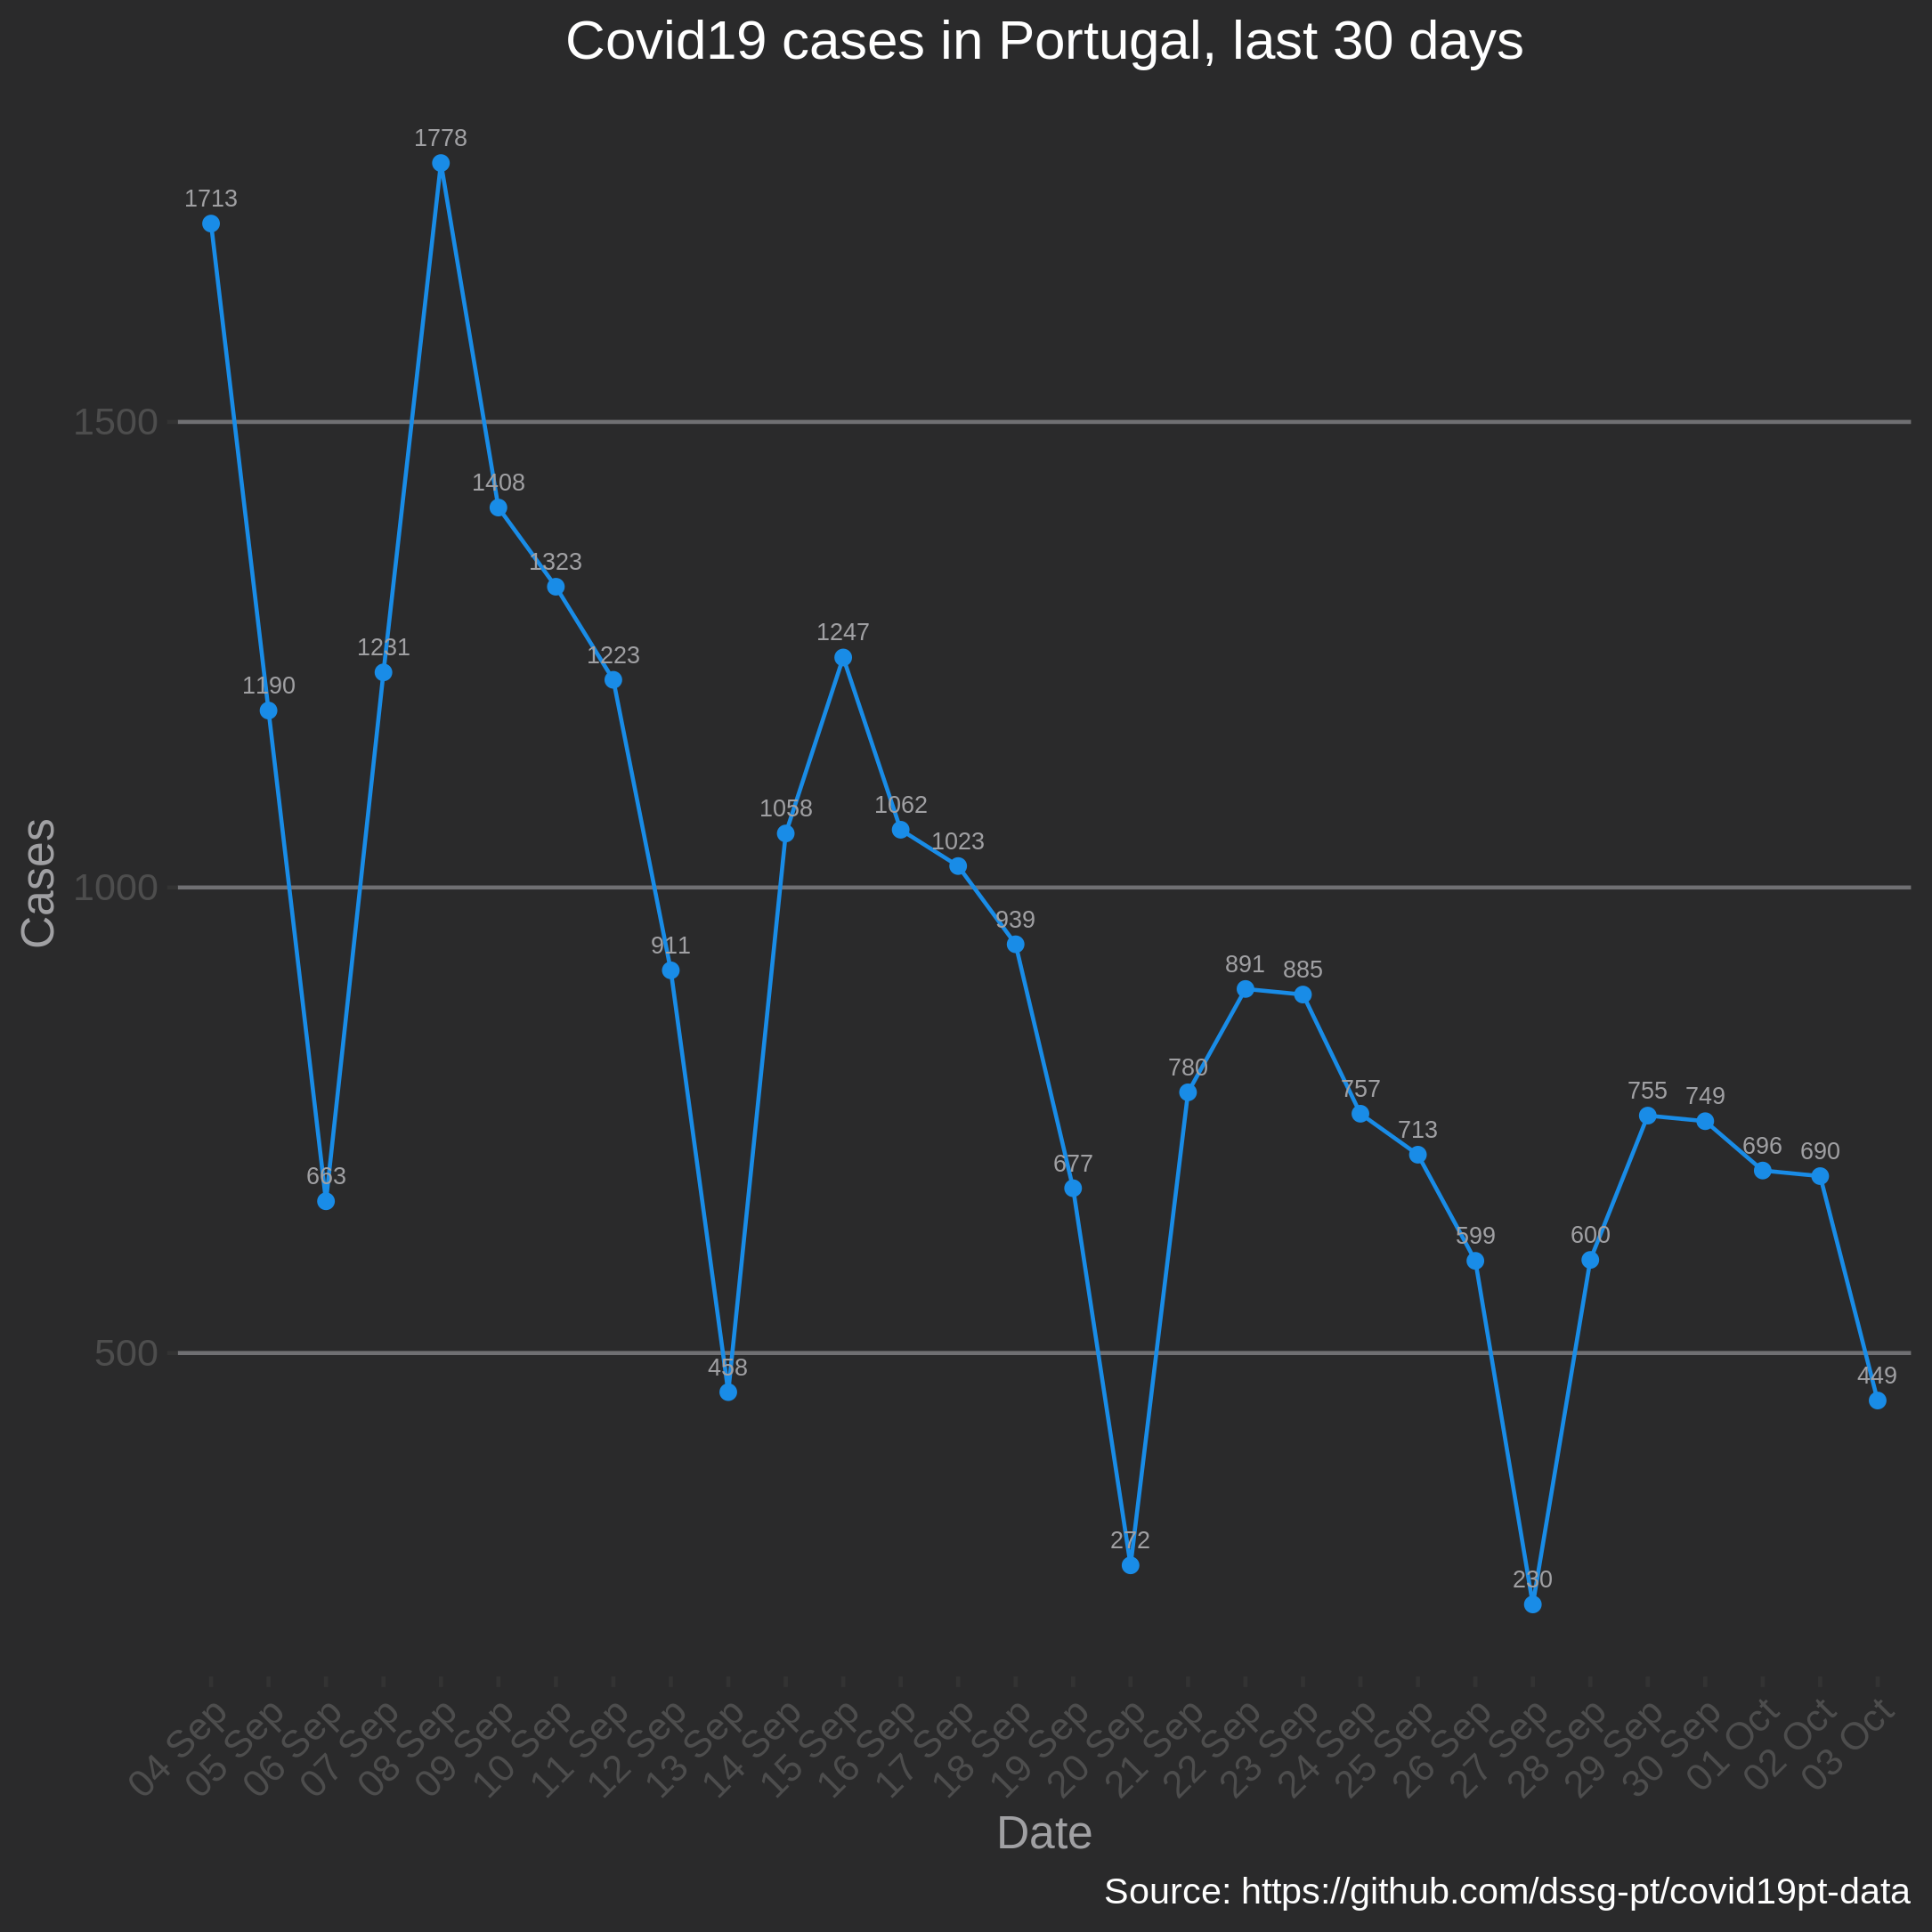 Covid19 cases in Portugal, last 30 days
1778
1713
1500
1408
1323
1247
1231
1223
1190
1062
1058
1023
1000
939
911
891
885
780
757
755
749
713
696
690
677
663
600
599
500
458
449
272
230
Cases
04 Sep
05 Sep
06 Sep
07 Sep
08 Sep
09 Sep
10 Sep
11 Sep
12 Sep
13 Sep
14 Sep
15 Sep
16 Sep
17 Sep
18 Sep
19 Sep
20 Sep
21 Sep
22 Sep
23 Sep
24 Sep
25 Sep
26 Sep
27 Sep
28 Sep
29 Sep
30 Sep
01 Oct
02 Oct
03 Oct
Date
Source: https://github.com/dssg-pt/covid19pt-data